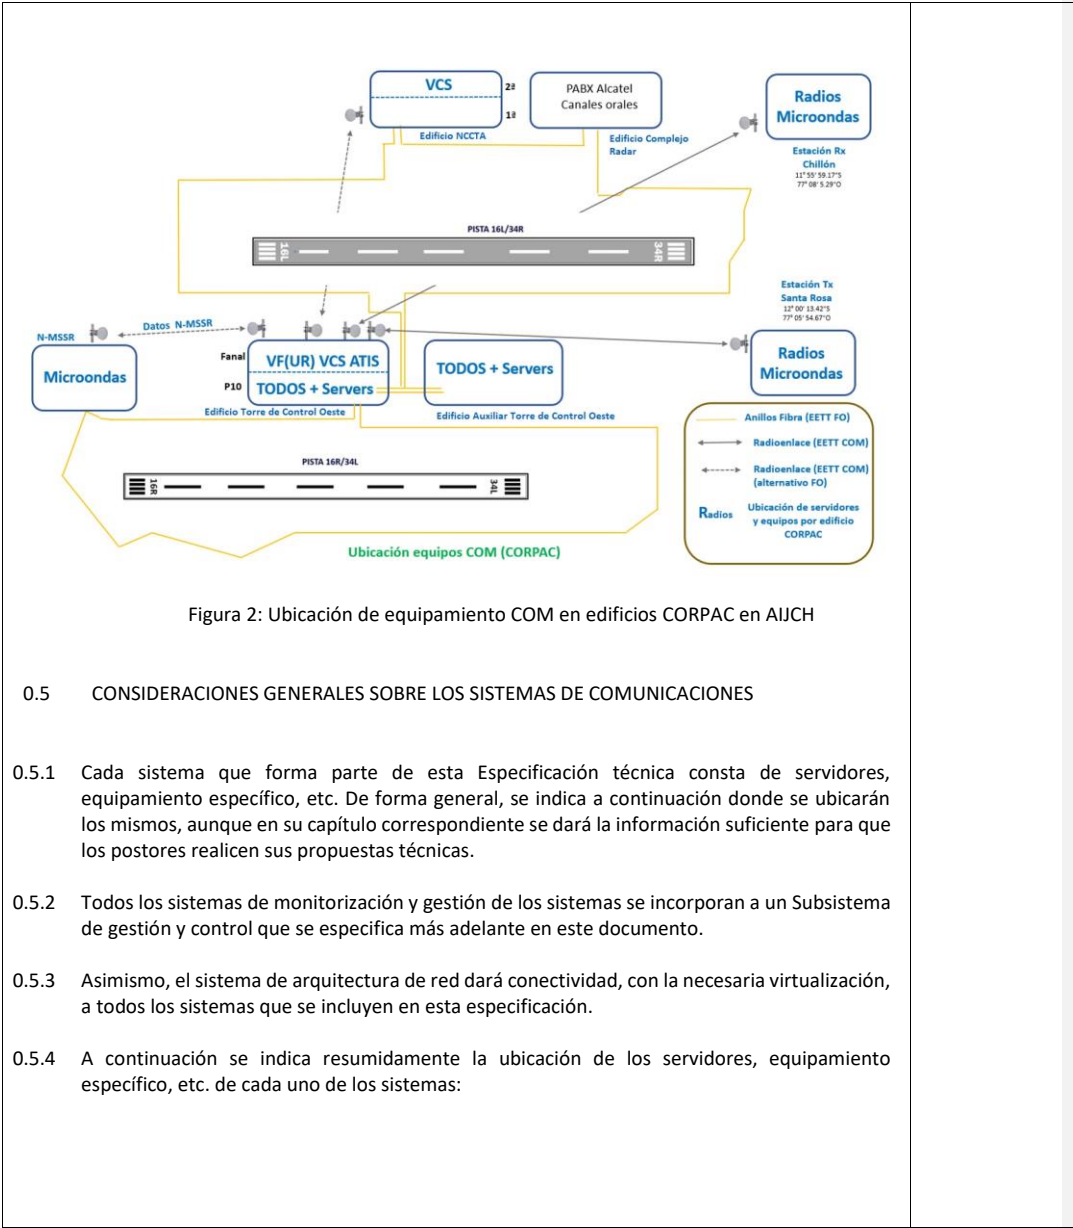 VCS
2ª
1ª
Edificio NCCTA
PABX Alcatel
Canales orales
Edificio Complejo
Radar
Radios
Microondas
Estación Rx
Chillón
11° 55' 59.17"S
77° 08' 5.29"O
PISTA 16L/34R
16L
34R
Estación Tx
Santa Rosa
12° 00' 13.42"S
77° 05' 54.67"O
N-MSSR
Datos N-MSSR
Microondas
Fanal
P10
VF(UR) VCS ATIS
TODOS + Servers
Edificio Torre de Control Oeste
TODOS + Servers
Edificio Auxiliar Torre de Control Oeste
Radios
Microondas
PISTA 16R/34L
16R
34L
Anillos Fibra (EETT FO)
Radioenlace (EETT COM)
Radioenlace (EETT COM)
(alternativo FO)
Radios
Ubicación de servidores
y equipos por edificio
CORPAC
Ubicación equipos COM (CORPAC)
Figura 2: Ubicación de equipamiento COM en edificios CORPAC en AIJCH
0.5 CONSIDERACIONES GENERALES SOBRE LOS SISTEMAS DE COMUNICACIONES
0.5.1 Cada sistema que forma parte de esta Especificación técnica consta de servidores,
equipamiento específico, etc. De forma general, se indica a continuación donde se ubicarán
los mismos, aunque en su capítulo correspondiente se dará la información suficiente para que
los postores realicen sus propuestas técnicas.
0.5.2 Todos los sistemas de monitorización y gestión de los sistemas se incorporan a un Subsistema
de gestión y control que se especifica más adelante en este documento.
0.5.3 Asimismo, el sistema de arquitectura de red dará conectividad, con la necesaria virtualización,
a todos los sistemas que se incluyen en esta especificación.
0.5.4 A continuación se indica resumidamente la ubicación de los servidores, equipamiento
específico, etc. de cada uno de los sistemas: